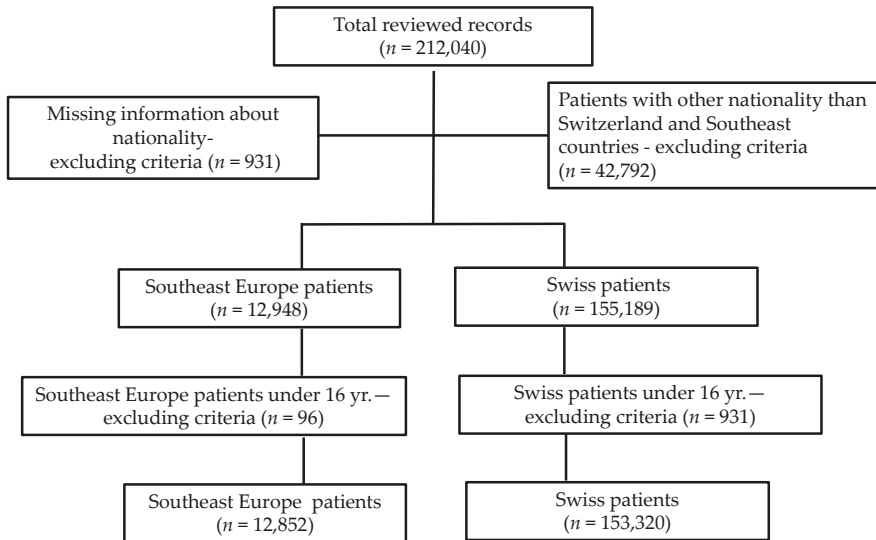 Total reviewed records
(n = 212,040)
Missing information about
nationality-
excluding criteria (n = 931)
Patients with other nationality than
Switzerland and Southeast
countries - excluding criteria
(n = 42,792)
Southeast Europe patients
(n = 12,948)
Swiss patients
(n = 155,189)
Southeast Europe patients under 16 yr.—
excluding criteria (n = 96)
Swiss patients under 16 yr.—
excluding criteria (n = 931)
Southeast Europe  patients
(n = 12,852)
Swiss patients
(n = 153,320)